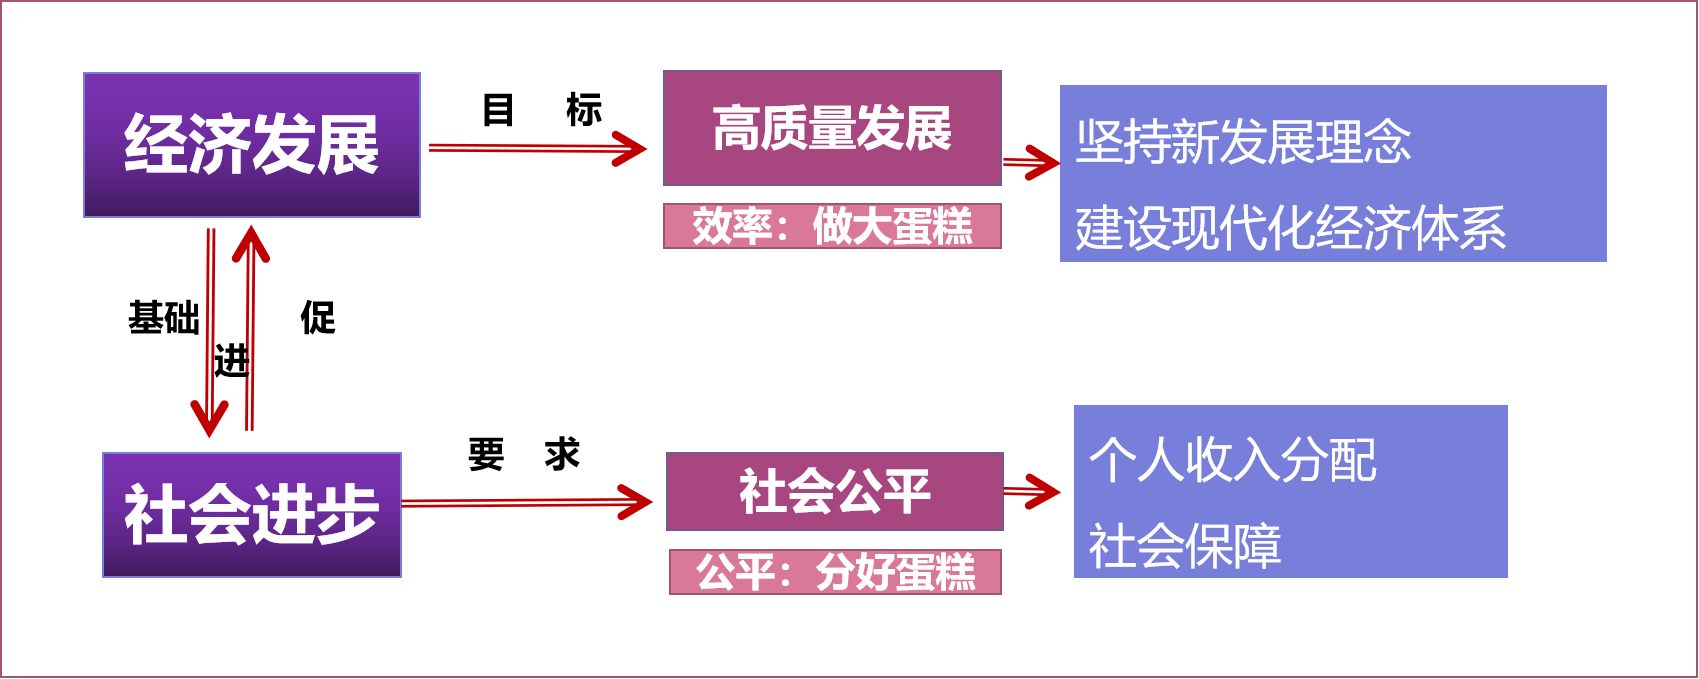 经济发展
目 标
高质量发展
效率：做大蛋糕
坚持新发展理念
建设现代化经济体系
基础
促
进
社会进步
要 求
社会公平
公平：分好蛋糕
个人收入分配
社会保障